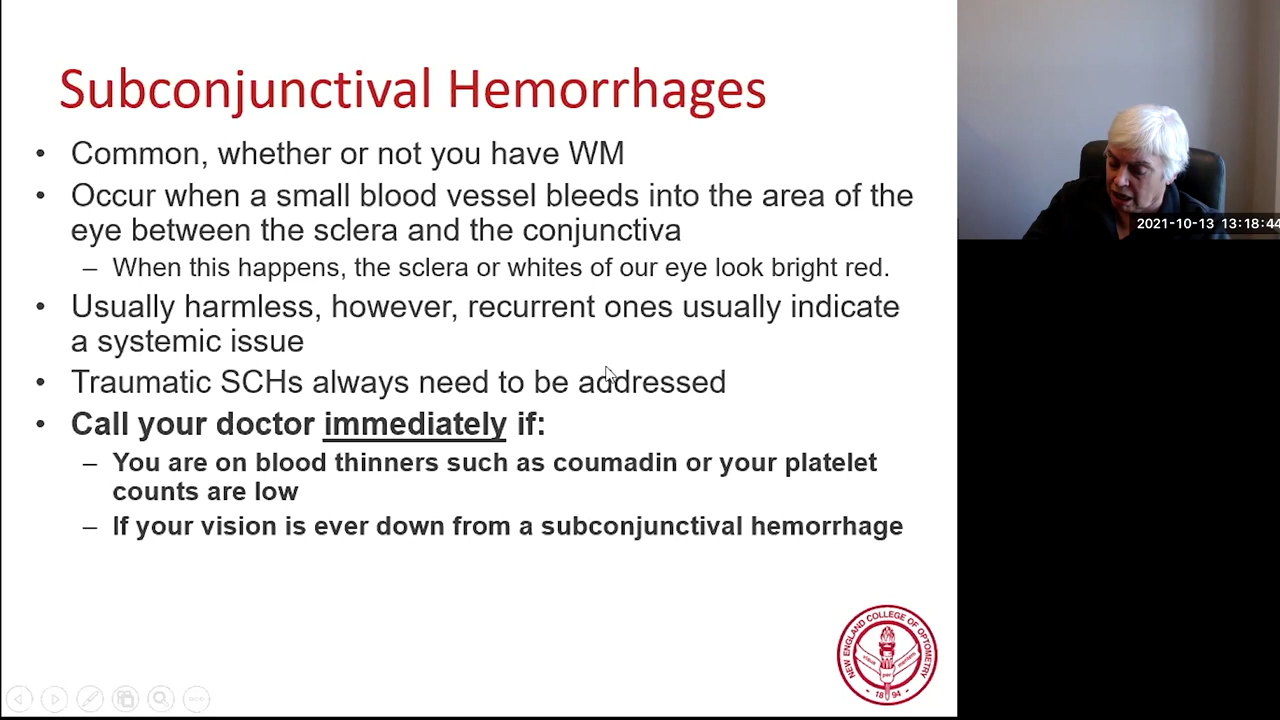 Subconjunctival Hemorrhages
• Common, whether or not you have WM
• Occur when a small blood vessel bleeds into the area of the
eye between the sclera and the conjunctiva
– When this happens, the sclera or whites of our eye look bright red.
• Usually harmless, however, recurrent ones usually indicate
a systemic issue
• Traumatic SCHs always need to be addressed
• Call your doctor immediately if:
– You are on blood thinners such as coumadin or your platelet
counts are low
– If your vision is ever down from a subconjunctival hemorrhage
2021-10-13 13:18:44
NEW ENGLAND COLLEGE OF OPTOMETRY
1894